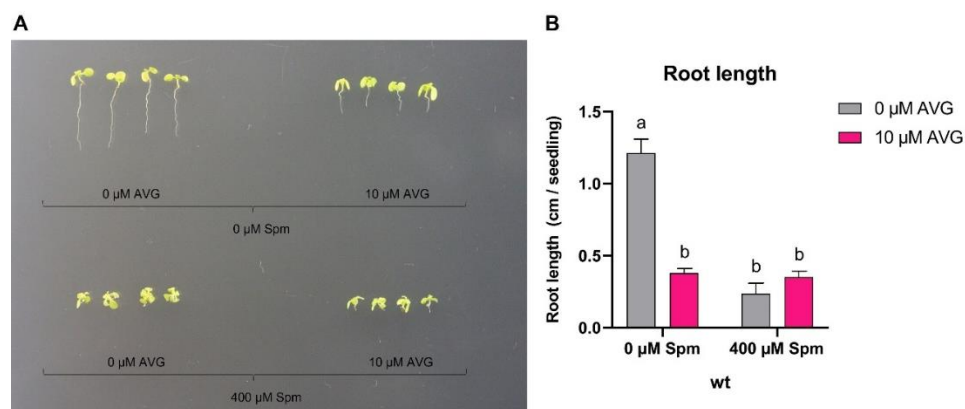 A
0 µM AVG
10 µM AVG
0 µM Spm
0 µM AVG
10 µM AVG
400 µM Spm
B
Root length
0 µM AVG
10 µM AVG
Root length (cm / seedling)
1.5
1.0
0.5
0.0
a
b
b
b
0 µM Spm
400 µM Spm
wt